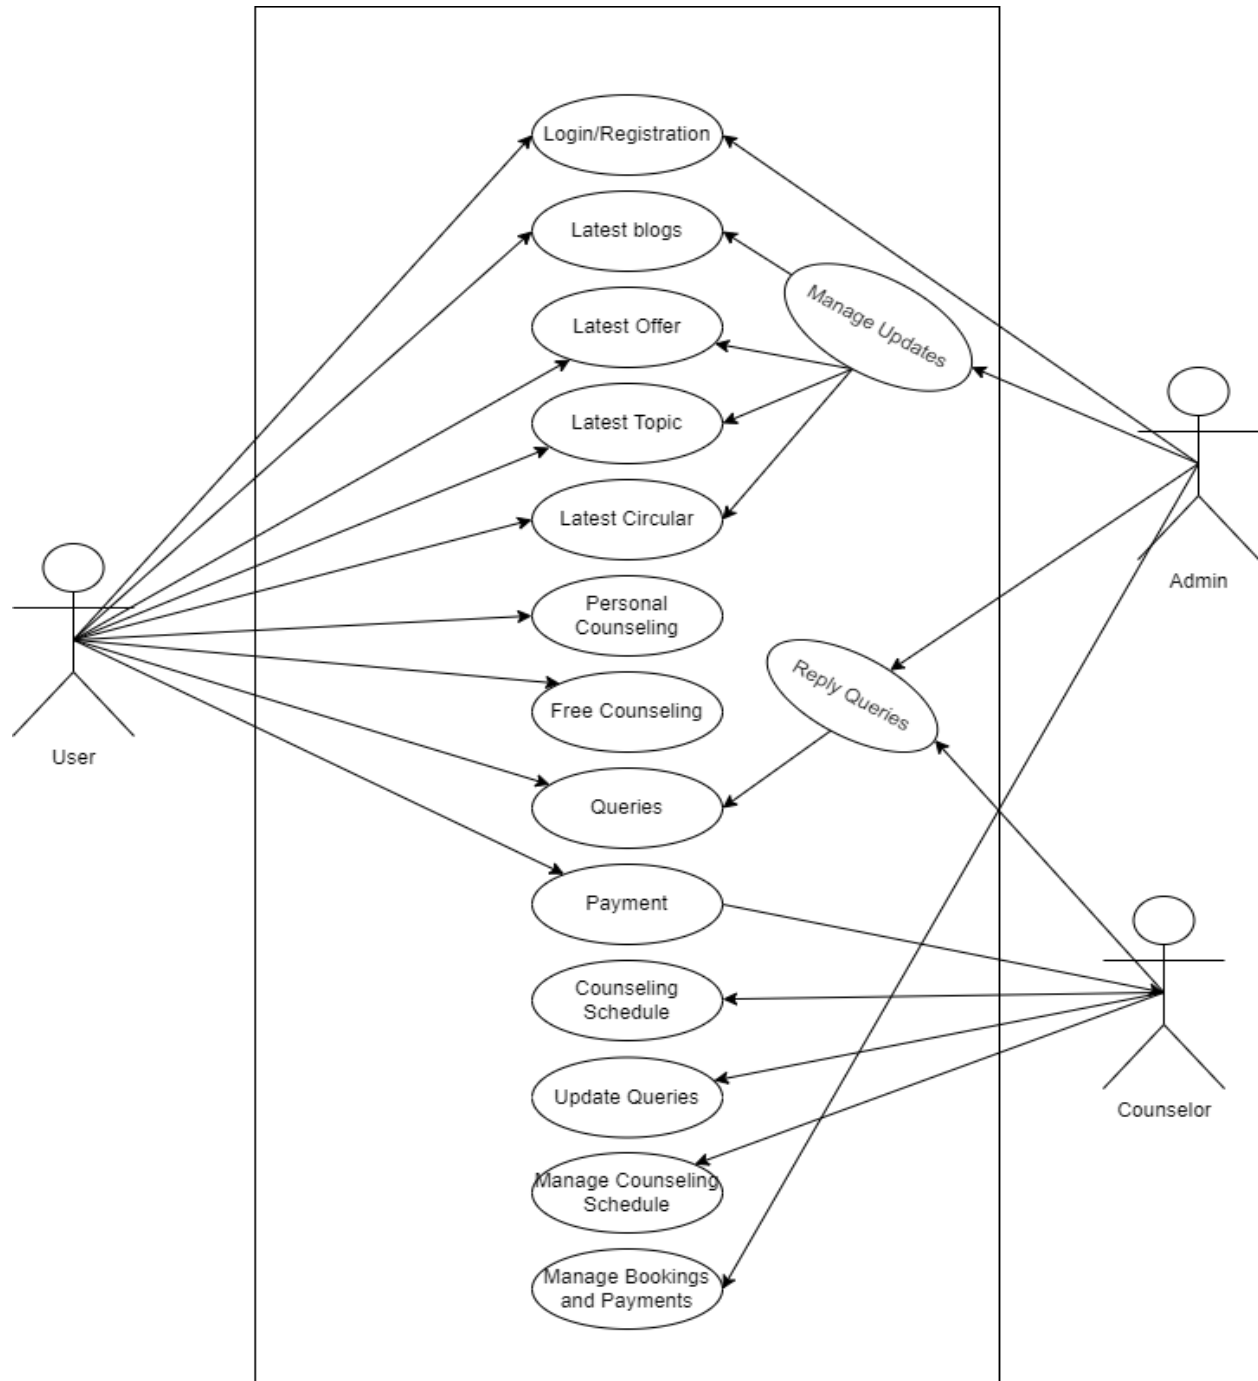 Login/Registration
Latest blogs
Manage Updates
Latest Offer
Latest Topic
Latest Circular
Admin
Personal
Counseling
Reply Queries
Free Counseling
User
Queries
Payment
Counseling
Schedule
Update Queries
Counselor
Manage Counseling
Schedule
Manage Bookings
and Payments